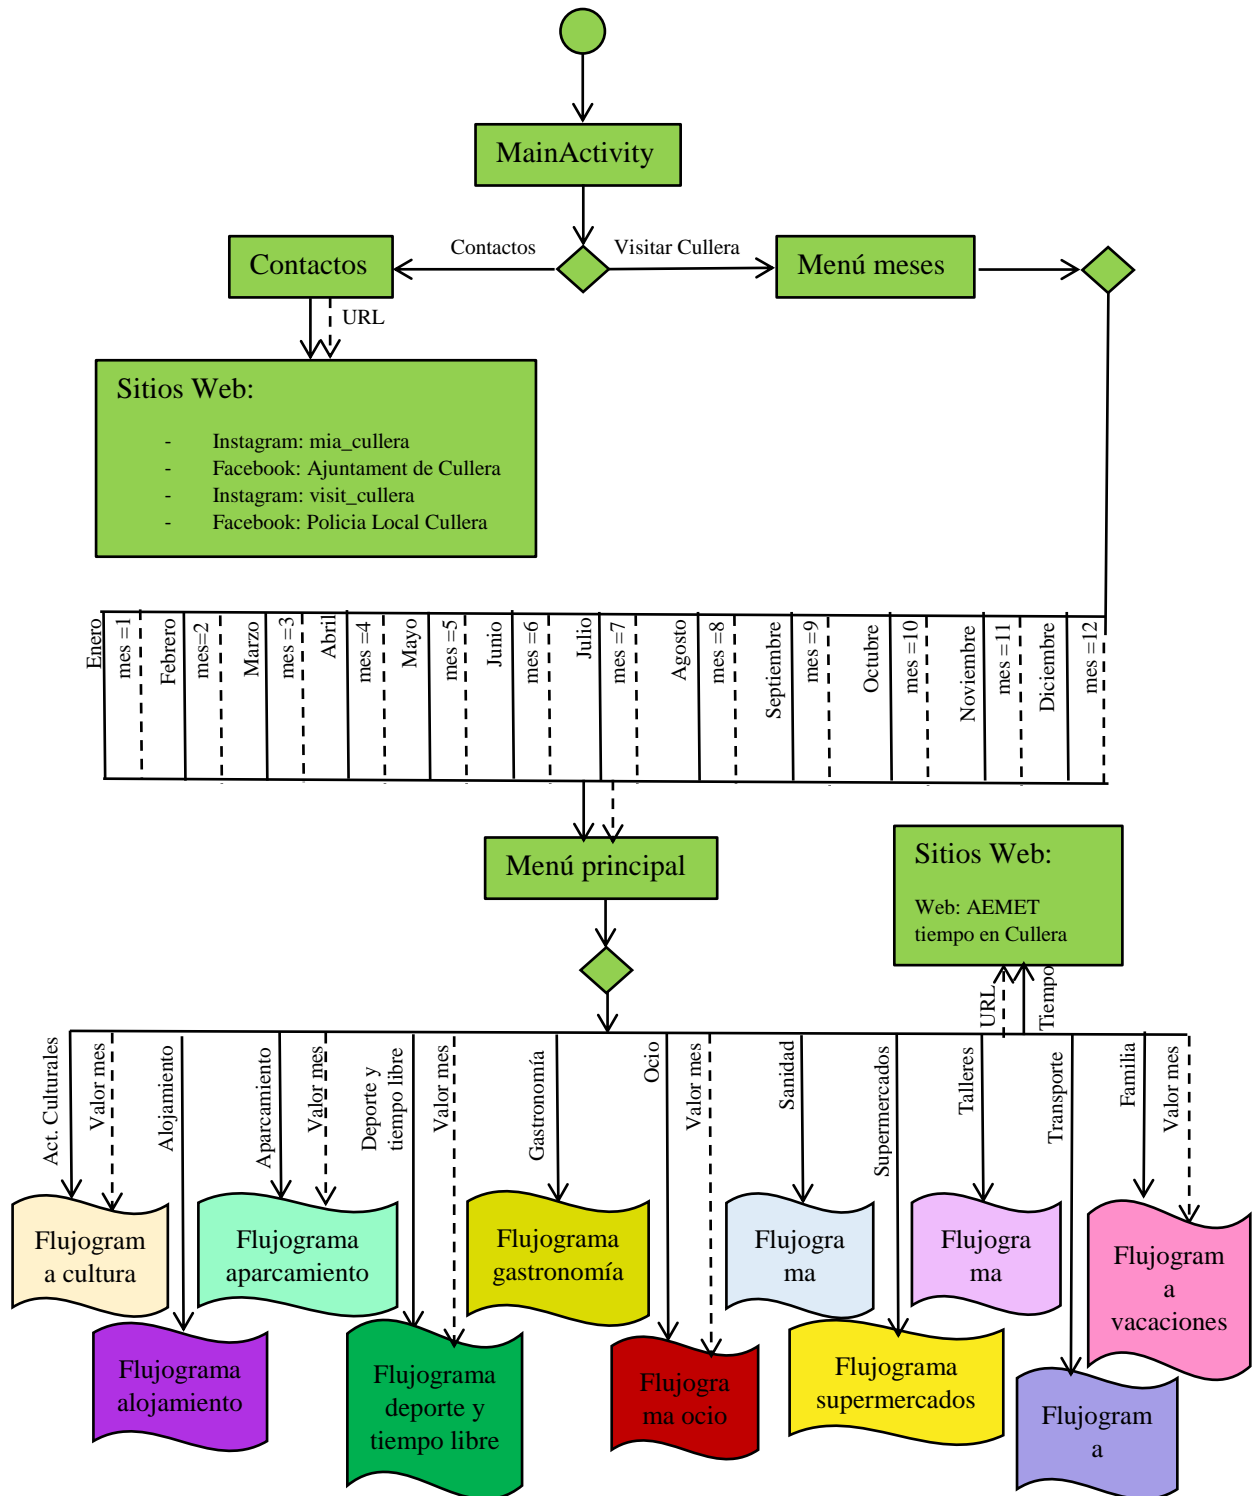 MainActivity
Contactos
Visitar Cullera
Contactos
Menú meses
URL
Sitios Web:
- Instagram: mia_cullera
- Facebook: Ajuntament de Cullera
- Instagram: visit_cullera
- Facebook: Policia Local Cullera
Enero
mes =1
Febrero
mes=2
Marzo
mes =3
Abril
mes =4
Mayo
mes =5
Junio
mes =6
Julio
mes =7
Agosto
mes =8
Septiembre
mes =9
Octubre
mes =10
Noviembre
mes =11
Diciembre
mes =12
Menú principal
Sitios Web:
Web: AEMET
tiempo en Cullera
URL
Tiempo
Act. Culturales
Valor mes
Alojamiento
Aparcamiento
Valor mes
Deporte y
tiempo libre
Valor mes
Gastronomía
Ocio
Valor mes
Sanidad
Supermercados
Talleres
Transporte
Familia
Valor mes
Flujogram
a cultura
Flujograma
aparcamiento
Flujograma
gastronomía
Flujogra
ma
Flujogra
ma
Flujogram
a
vacaciones
Flujograma
alojamiento
Flujograma
deporte y
tiempo libre
Flujogra
ma ocio
Flujograma
supermercados
Flujogram
a